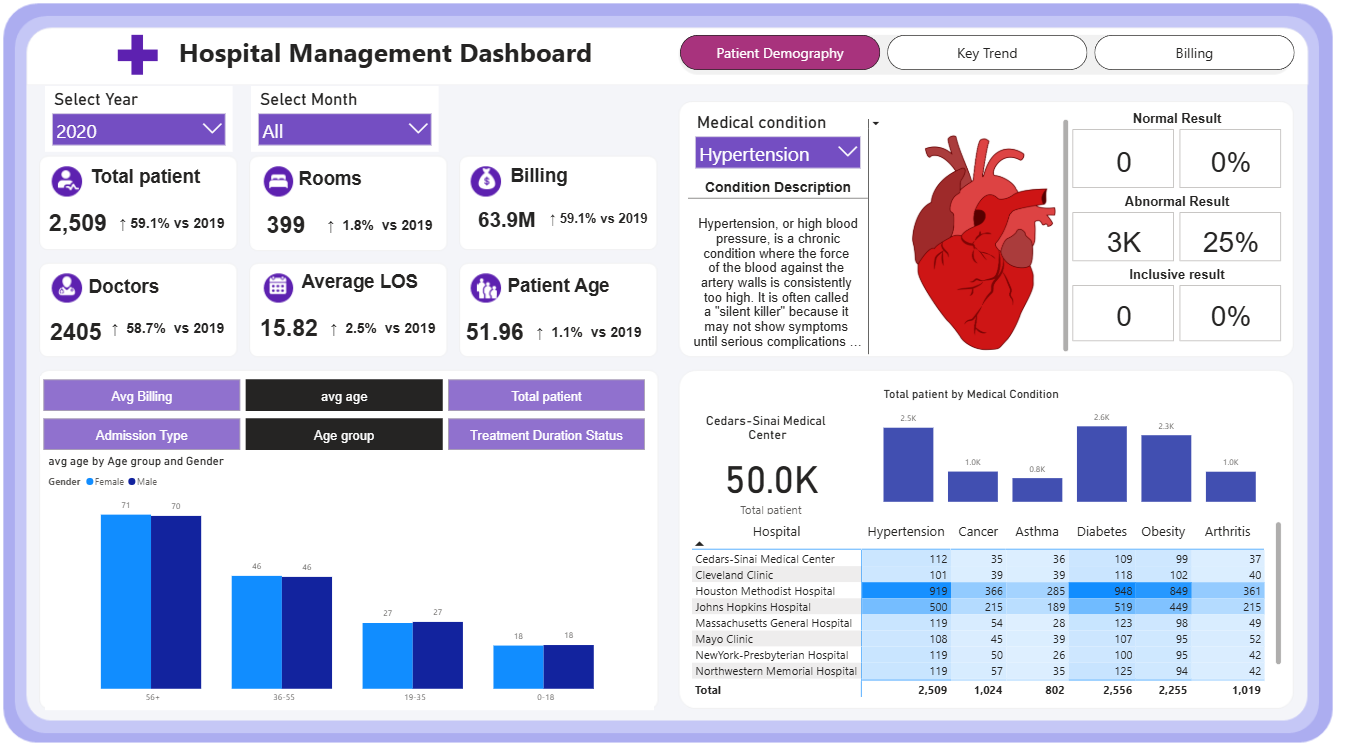 Hospital Management Dashboard
Patient Demography
Key Trend
Billing
Select Year
2020
Select Month
All
Total patient
2,509 ↑ 59.1% vs 2019
Rooms
399 ↑ 1.8% vs 2019
Billing
63.9M ↑ 59.1% vs 2019
Doctors
2405 ↑ 58.7% vs 2019
Average LOS
15.82 ↑ 2.5% vs 2019
Patient Age
51.96 ↑ 1.1% vs 2019
Medical condition
Hypertension
Condition Description
Hypertension, or high blood
pressure, is a chronic
condition where the force
of the blood against the
artery walls is consistently
too high. It is often called
a "silent killer" because it
may not show symptoms
until serious complications ...
Normal Result
0 0%
Abnormal Result
3K 25%
Inclusive result
0 0%
Avg Billing avg age Total patient
Admission Type Age group Treatment Duration Status
avg age by Age group and Gender
Gender Female Male
71 70
46 46
27 27
18 18
56+ 36-55 19-35 0-18
Cedars-Sinai Medical
Center
50.0K
Total patient
Total patient by Medical Condition
2.5K 1.0K 0.8K 2.6K 2.3K 1.0K
Hospital Hypertension Cancer Asthma Diabetes Obesity Arthritis
Cedars-Sinai Medical Center 112 35 36 109 99 37
Cleveland Clinic 101 39 39 118 102 40
Houston Methodist Hospital 919 366 285 948 849 361
Johns Hopkins Hospital 500 215 189 519 449 215
Massachusetts General Hospital 119 54 28 123 98 49
Mayo Clinic 108 45 39 107 95 52
NewYork-Presbyterian Hospital 119 50 26 100 95 42
Northwestern Memorial Hospital 119 57 35 125 94 42
Total 2,509 1,024 802 2,556 2,255 1,019